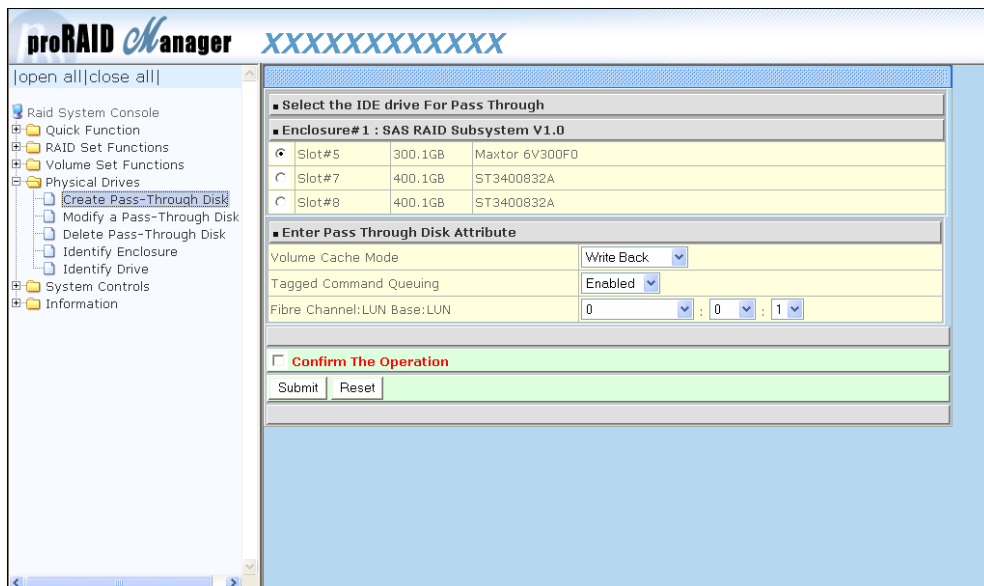 proRAID Manager XXXXXXXXXXXX
|open all|close all|
Raid System Console
Quick Function
RAID Set Functions
Volume Set Functions
Physical Drives
Create Pass-Through Disk
Modify a Pass-Through Disk
Delete Pass-Through Disk
Identify Enclosure
Identify Drive
System Controls
Information
Select the IDE drive For Pass Through
Enclosure#1 : SAS RAID Subsystem V1.0
Slot#5 300.1GB Maxtor 6V300F0
Slot#7 400.1GB ST3400832A
Slot#8 400.1GB ST3400832A
Enter Pass Through Disk Attribute
Volume Cache Mode Write Back
Tagged Command Queuing Enabled
Fibre Channel:LUN Base:LUN 0 : 0 : 1
Confirm The Operation
Submit Reset